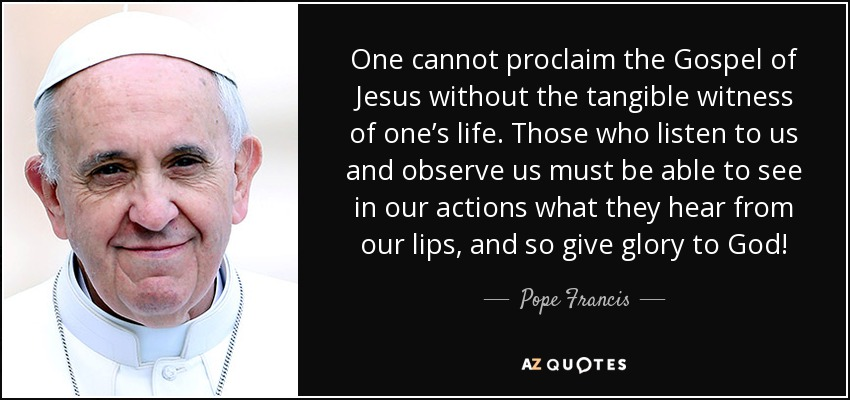 One cannot proclaim the Gospel of
Jesus without the tangible witness
of one’s life. Those who listen to us
and observe us must be able to see
in our actions what they hear from
our lips, and so give glory to God!
— Pope Francis —
AZ QUOTES